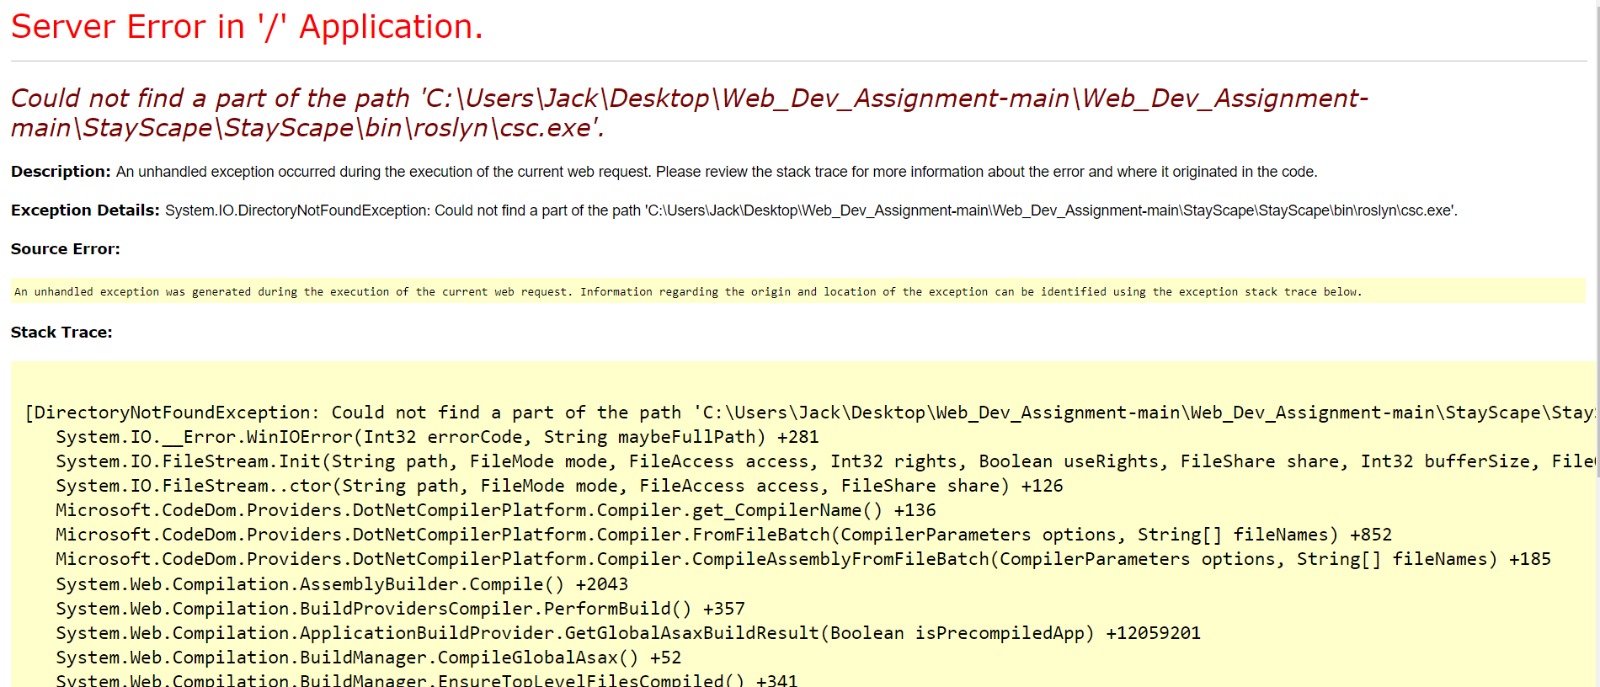 Server Error in '/' Application.
Could not find a part of the path 'C:\Users\Jack\Desktop\Web_Dev_Assignment-main\Web_Dev_Assignment-
main\StayScape\StayScape\bin\roslyn\csc.exe'.
Description: An unhandled exception occurred during the execution of the current web request. Please review the stack trace for more information about the error and where it originated in the code.
Exception Details: System.IO.DirectoryNotFoundException: Could not find a part of the path 'C:\Users\Jack\Desktop\Web_Dev_Assignment-main\Web_Dev_Assignment-main\StayScape\StayScape\bin\roslyn\csc.exe'.
Source Error:
An unhandled exception was generated during the execution of the current web request. Information regarding the origin and location of the exception can be identified using the exception stack trace below.
Stack Trace:
[DirectoryNotFoundException: Could not find a part of the path 'C:\Users\Jack\Desktop\Web_Dev_Assignment-main\Web_Dev_Assignment-main\StayScape\Stay
System.IO.__Error.WinIOError(Int32 errorCode, String maybeFullPath) +281
System.IO.FileStream.Init(String path, FileMode mode, FileAccess access, Int32 rights, Boolean useRights, FileShare share, Int32 bufferSize, File
System.IO.FileStream..ctor(String path, FileMode mode, FileAccess access, FileShare share) +126
Microsoft.CodeDom.Providers.DotNetCompilerPlatform.Compiler.get_CompilerName() +136
Microsoft.CodeDom.Providers.DotNetCompilerPlatform.Compiler.FromFileBatch(CompilerParameters options, String[] fileNames) +852
Microsoft.CodeDom.Providers.DotNetCompilerPlatform.Compiler.CompileAssemblyFromFileBatch(CompilerParameters options, String[] fileNames) +185
System.Web.Compilation.AssemblyBuilder.Compile() +2043
System.Web.Compilation.BuildProvidersCompiler.PerformBuild() +357
System.Web.Compilation.ApplicationBuildProvider.GetGlobalAsaxBuildResult(Boolean isPrecompiledApp) +12059201
System.Web.Compilation.BuildManager.CompileGlobalAsax() +52
System.Web.Compilation.BuildManager.EnsureTopLevelFilesCompiled() +341